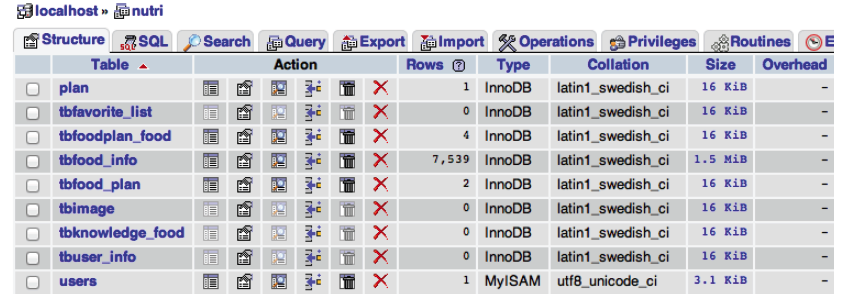 localhost » nutri
Structure SQL Search Query Export Import Operations Privileges Routines E
Table Action Rows Type Collation Size Overhead
plan 1 InnoDB latin1_swedish_ci 16 KiB -
tbfavorite_list 0 InnoDB latin1_swedish_ci 16 KiB -
tbfoodplan_food 4 InnoDB latin1_swedish_ci 16 KiB -
tbfood_info 7,539 InnoDB latin1_swedish_ci 1.5 MiB -
tbfood_plan 2 InnoDB latin1_swedish_ci 16 KiB -
tbimage 0 InnoDB latin1_swedish_ci 16 KiB -
tbknowledge_food 0 InnoDB latin1_swedish_ci 16 KiB -
tbuser_info 0 InnoDB latin1_swedish_ci 16 KiB -
users 1 MyISAM utf8_unicode_ci 3.1 KiB -